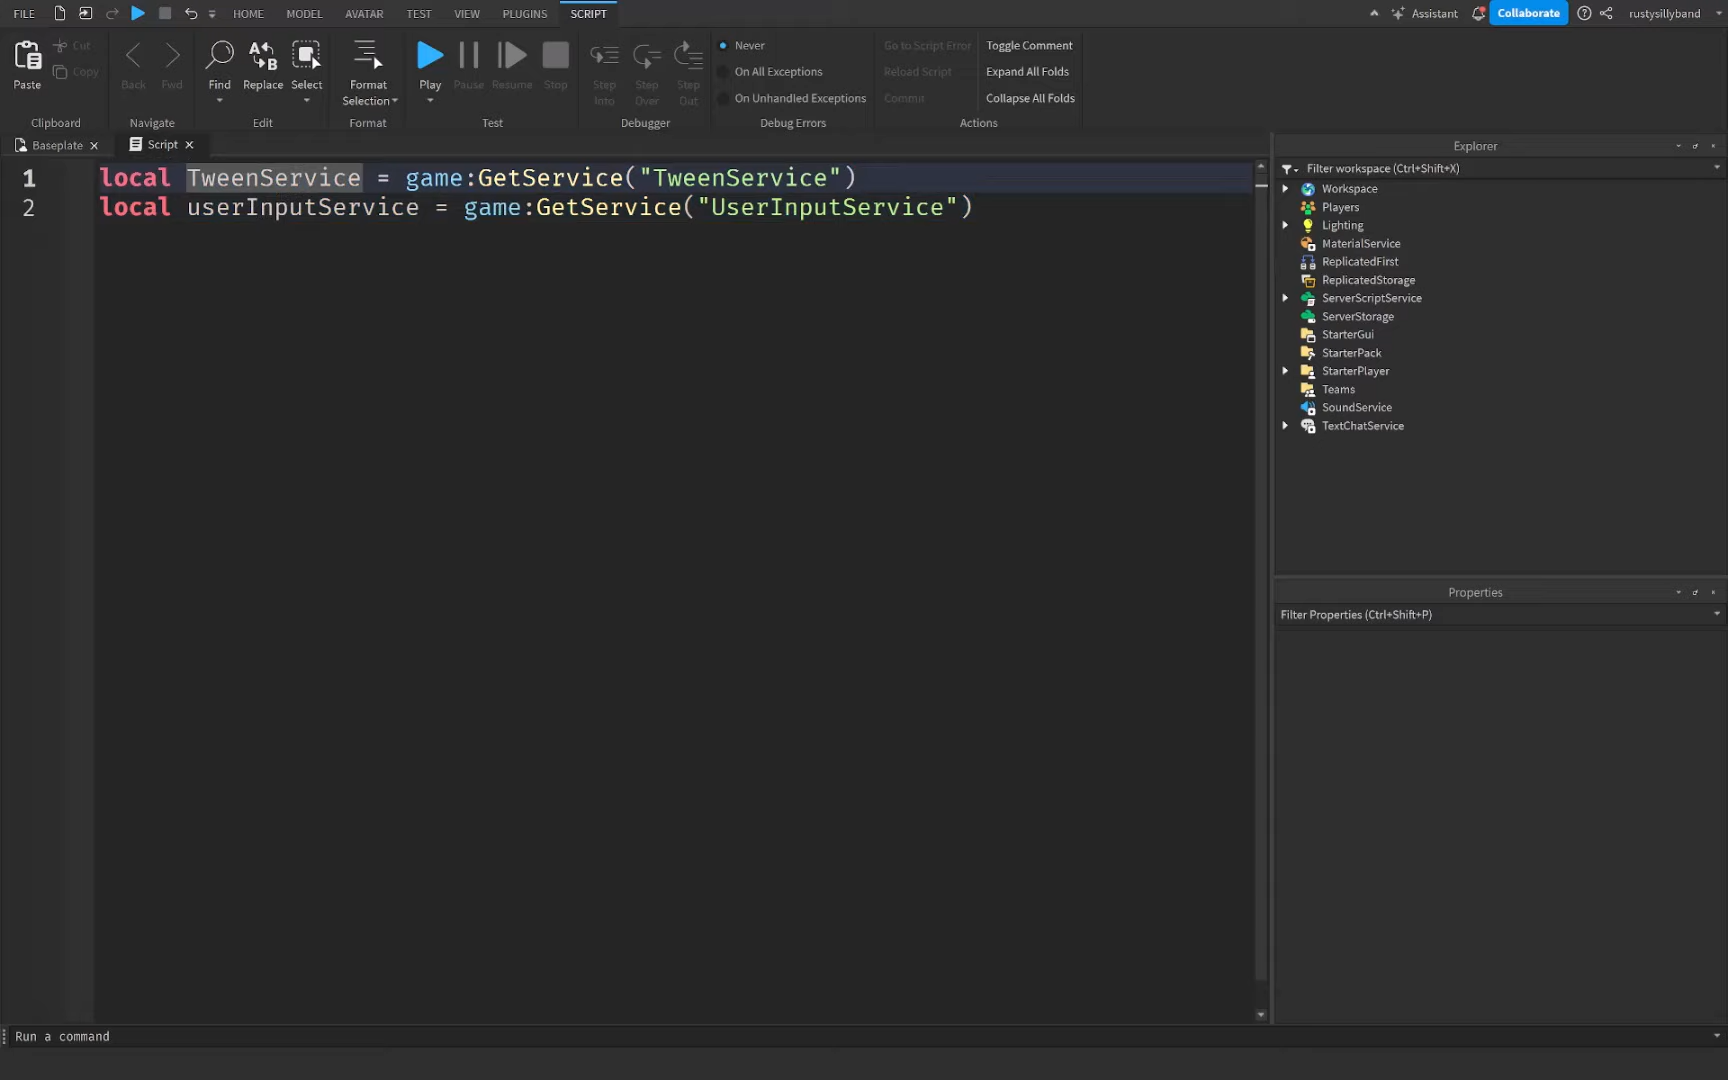 FILE HOME MODEL AVATAR TEST VIEW PLUGINS SCRIPT Assistant Collaborate rustysillyband
Paste Cut Copy Back Fwd Find Replace Select Format Selection Play Pause Resume Stop Step Into Step Over Step Out Never On All Exceptions On Unhandled Exceptions Go to Script Error Reload Script Commit Toggle Comment Expand All Folds Collapse All Folds
Clipboard Navigate Edit Format Test Debugger Debug Errors Actions
Baseplate Script
1 local TweenService = game:GetService("TweenService")
2 local userInputService = game:GetService("UserInputService")
Explorer
Filter workspace (Ctrl+Shift+X)
Workspace
Players
Lighting
MaterialService
ReplicatedFirst
ReplicatedStorage
ServerScriptService
ServerStorage
StarterGui
StarterPack
StarterPlayer
Teams
SoundService
TextChatService
Properties
Filter Properties (Ctrl+Shift+P)
Run a command